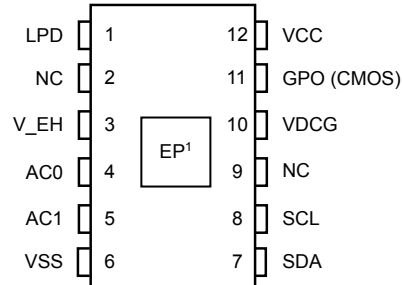 LPD 1 12 VCC
NC 2 11 GPO (CMOS)
V_EH 3 10 VDCG
EP¹
AC0 4 9 NC
AC1 5 8 SCL
VSS 6 7 SDA